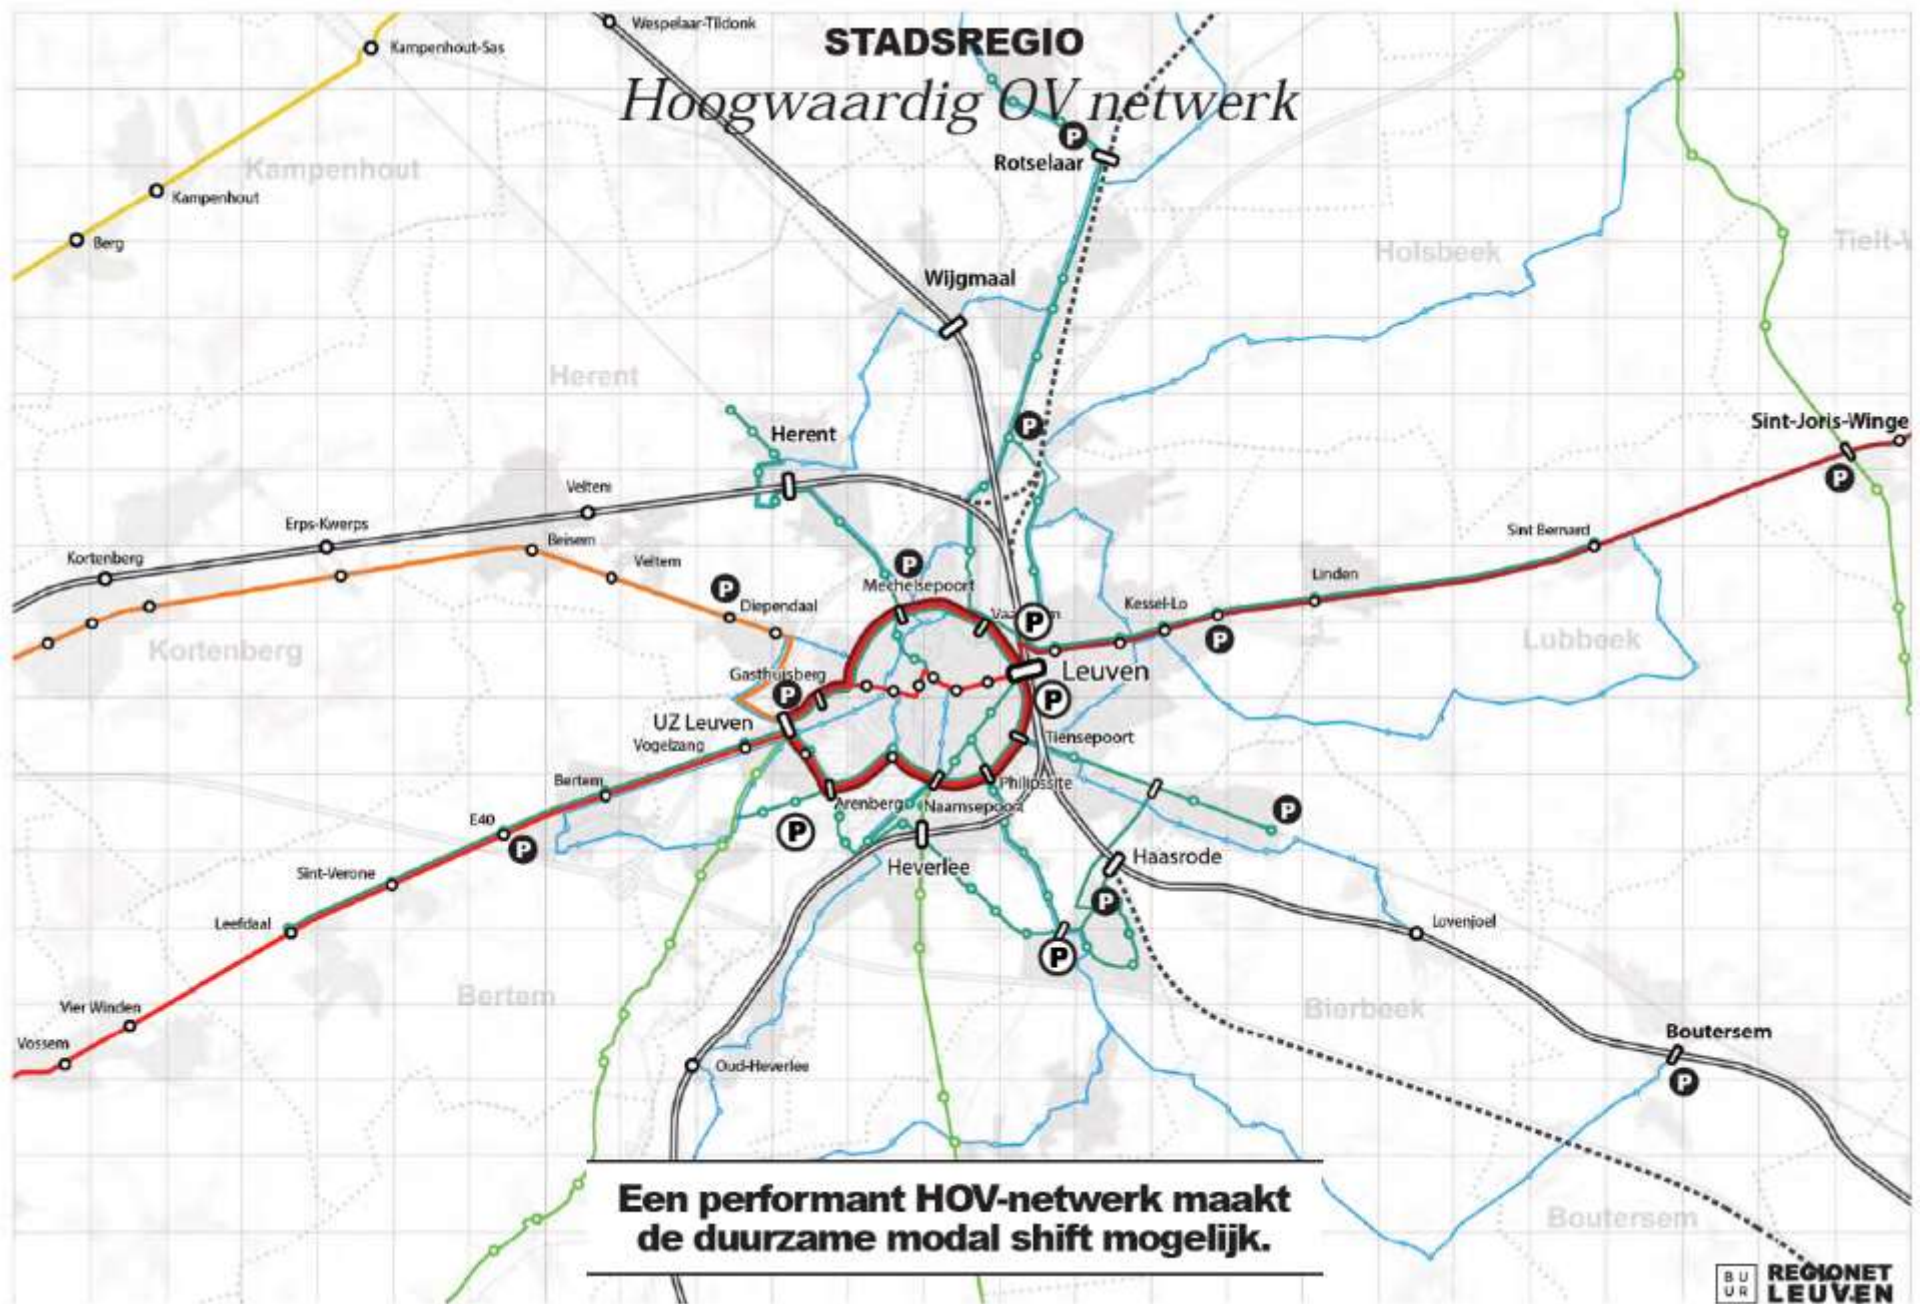 STADSREGIO
Hoogwaardig OV netwerk
Wespelaar-Tildonk
Kampenhout-Sas
P
Rotselaar
Kampenhout
Kampenhout
Berg
Holsbeek
Wijgmaal
Herent
P
Sint-Joris-Winge
Herent
P
Veltem
Erps-Kwerps
Sint Bernard
Beisem
Kortenberg
Veltem
P
P
Mechelsepoort
Linden
Diependaal
Kessel-Lo
P
P
Kortenberg
Lubbeek
Gasthuisberg
P
Leuven
P
UZ Leuven
Vogelzang
Tiensepoort
Bertem
Philipssite
Arenberg
Naamsepoort
P
E40
P
P
Heverlee
Haasrode
Sint-Verone
P
Leefdaal
Lovenjoel
P
Bertem
Vier Winden
Bierbeek
Vossem
Boutersem
Oud-Heverlee
P
Een performant HOV-netwerk maakt
de duurzame modal shift mogelijk.
Boutersem
BU
UR
REGIONET
LEUVEN